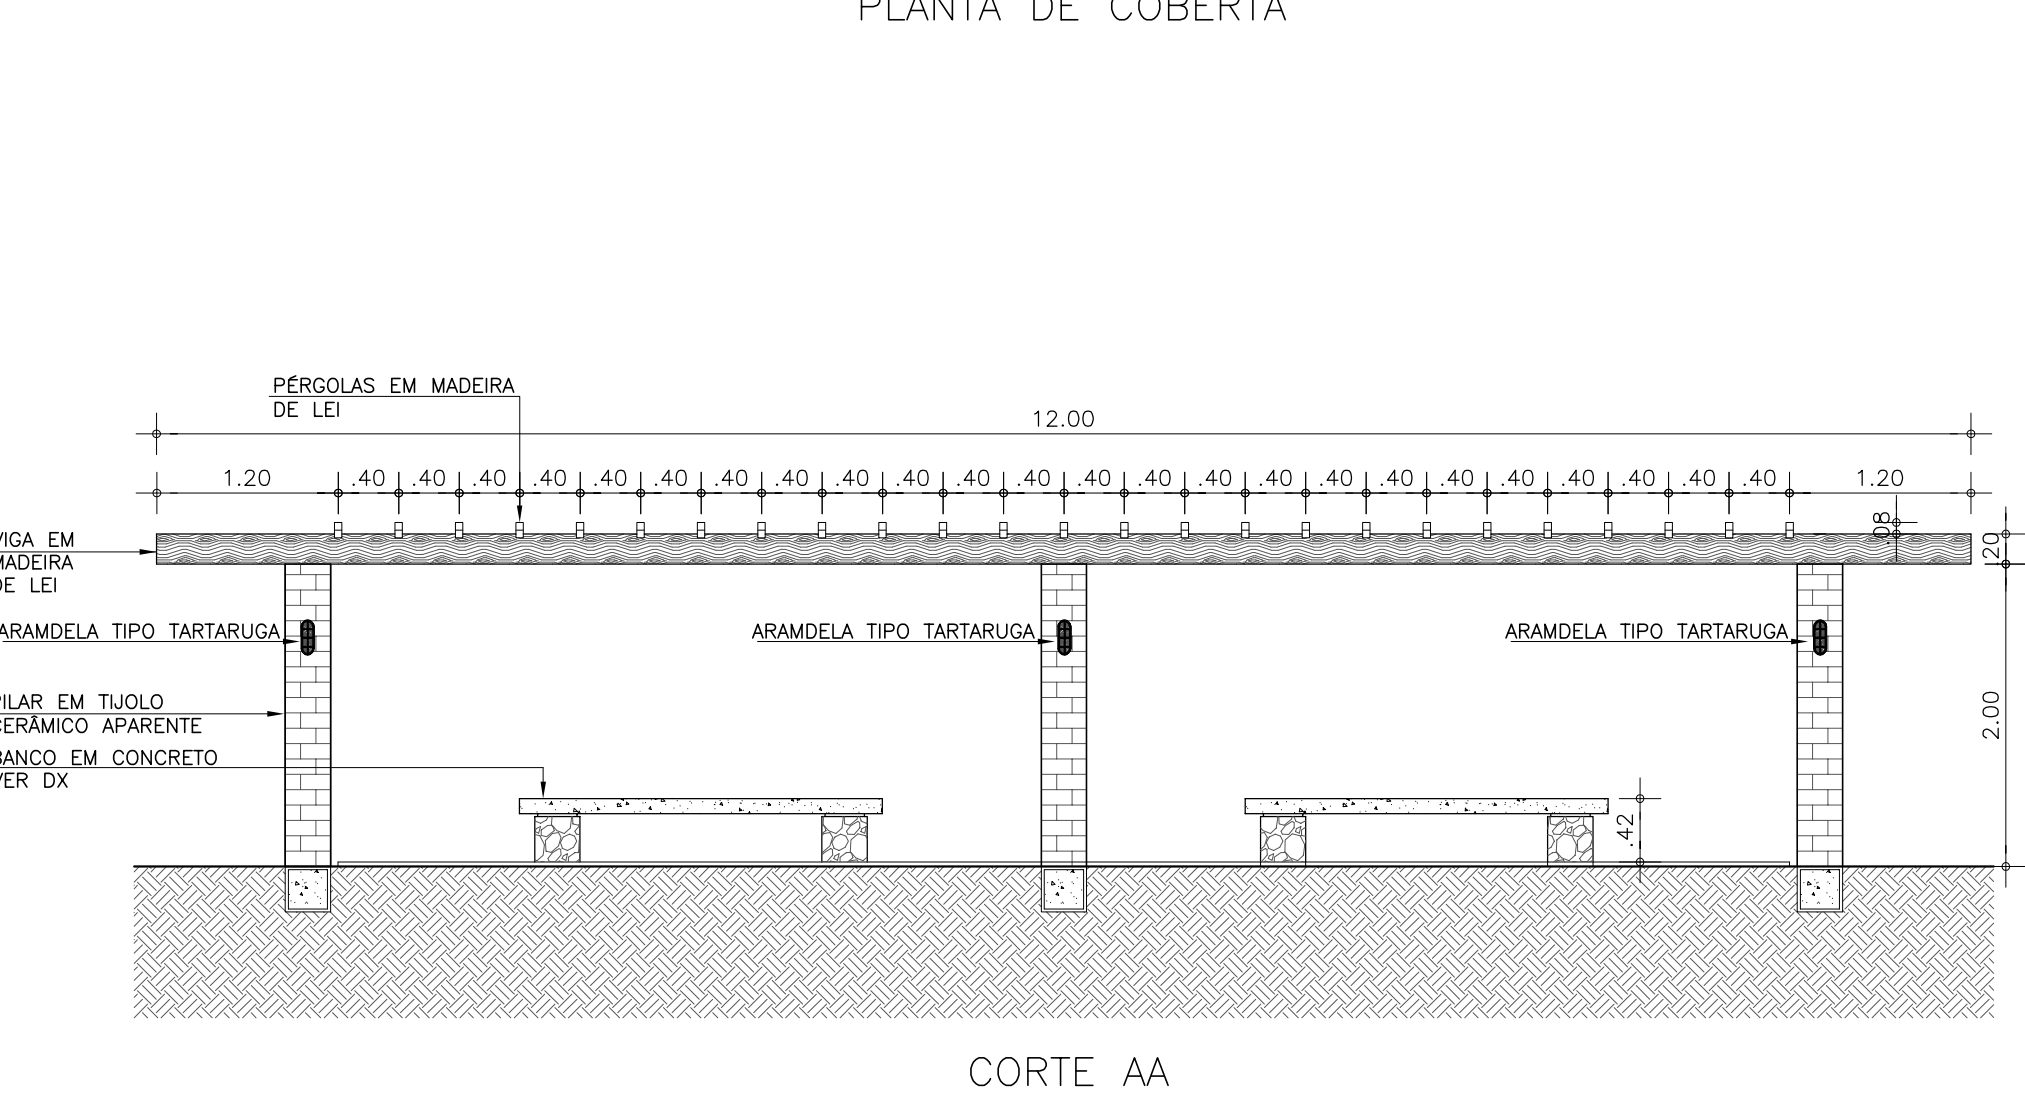 PLANTA DE COBERTA
PÉRGOLAS EM MADEIRA
DE LEI
12.00
1.20 .40 .40 .40 .40 .40 .40 .40 .40 .40 .40 .40 .40 .40 .40 .40 .40 .40 .40 .40 .40 .40 .40 .40 .40 1.20
.08
.20
VIGA EM
MADEIRA
DE LEI
ARAMDELA TIPO TARTARUGA
ARAMDELA TIPO TARTARUGA
ARAMDELA TIPO TARTARUGA
PILAR EM TIJOLO
CERÂMICO APARENTE
2.00
BANCO EM CONCRETO
VER DX
.42
CORTE AA